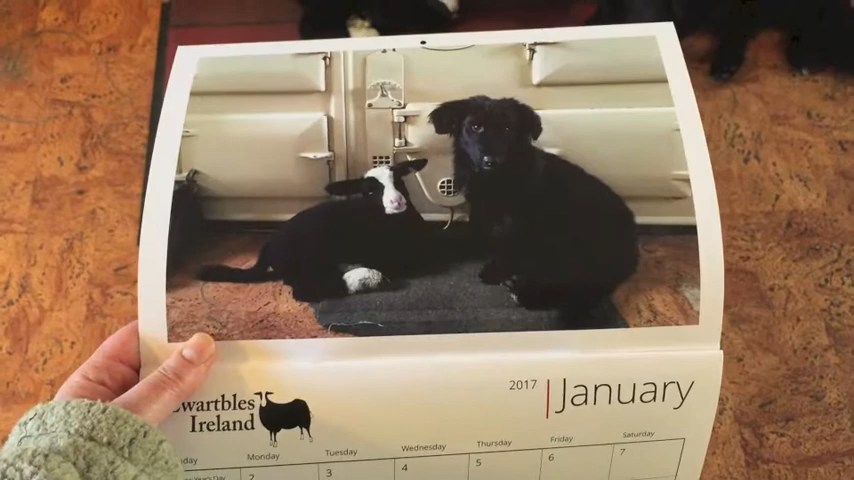 2017 January
Swartbles
Ireland
Monday Tuesday Wednesday Thursday Friday Saturday
2 3 4 5 6 7